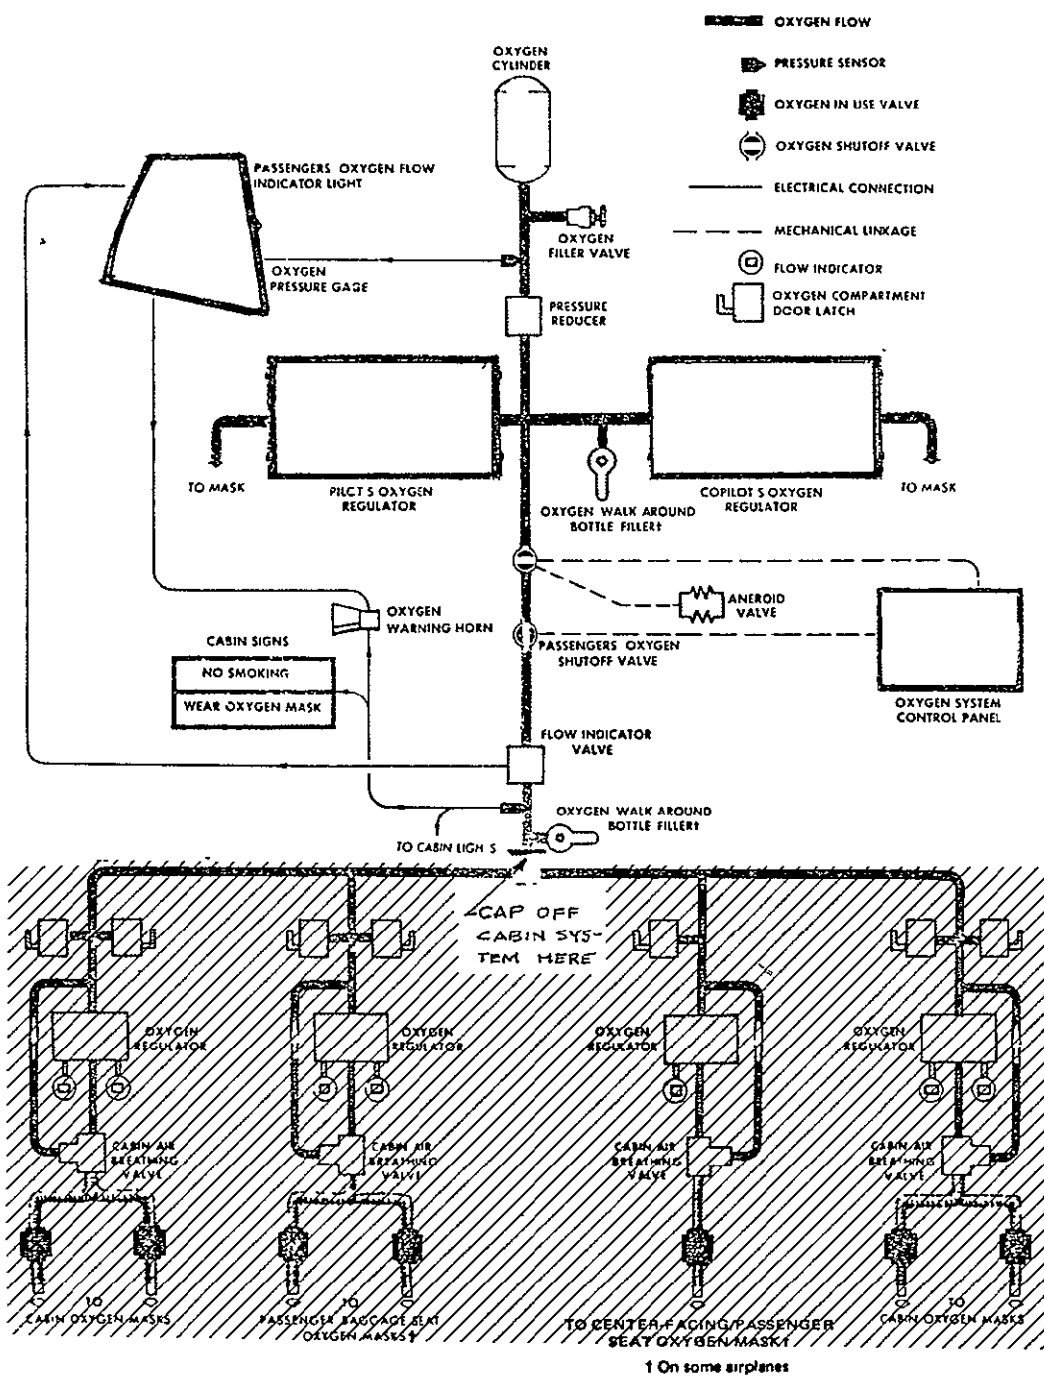 OXYGEN FLOW
PRESSURE SENSOR
OXYGEN IN USE VALVE
OXYGEN SHUTOFF VALVE
ELECTRICAL CONNECTION
MECHANICAL LINKAGE
FLOW INDICATOR
OXYGEN COMPARTMENT
DOOR LATCH
OXYGEN
CYLINDER
PASSENGERS OXYGEN FLOW
INDICATOR LIGHT
OXYGEN
FILLER VALVE
OXYGEN
PRESSURE GAGE
PRESSURE
REDUCER
TO MASK
PILCT S OXYGEN
REGULATOR
OXYGEN WALK AROUND
BOTTLE FILLER†
COPILOT S OXYGEN
REGULATOR
TO MASK
OXYGEN
WARNING HORN
ANEROID
VALVE
CABIN SIGNS
NO SMOKING
WEAR OXYGEN MASK
PASSENGERS OXYGEN
SHUTOFF VALVE
OXYGEN SYSTEM
CONTROL PANEL
FLOW INDICATOR
VALVE
OXYGEN WALK AROUND
BOTTLE FILLER†
TO CABIN LIGH S
CAP OFF
CABIN SYS-
TEM HERE
OXYGEN
REGULATOR
OXYGEN
REGULATOR
OXYGEN
REGULATOR
OXYGEN
REGULATOR
CABIN AIR
BREATHING
VALVE
CABIN AIR
BREATHING
VALVE
CABIN AIR
BREATHING
VALVE
CABIN AIR
BREATHING
VALVE
TO
CABIN OXYGEN MASKS
TO
PASSENGER BAGGAGE SEAT
OXYGEN MASKS†
TO CENTER-FACING/PASSENGER
SEAT OXYGEN MASK†
TO
CABIN OXYGEN MASKS
† On some airplanes